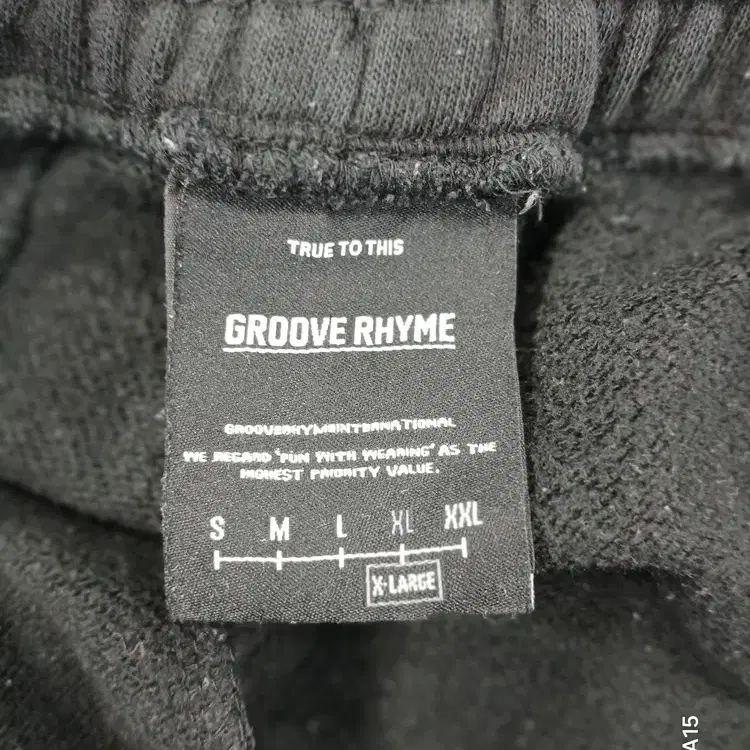 TRUE TO THIS
GROOVE RHYME
GROOVERHYMEINTERNATIONAL
WE REGARD 'FUN WITH WEARING' AS THE
HIGHEST PRIORITY VALUE.
S M L XL XXL
X-LARGE
A15